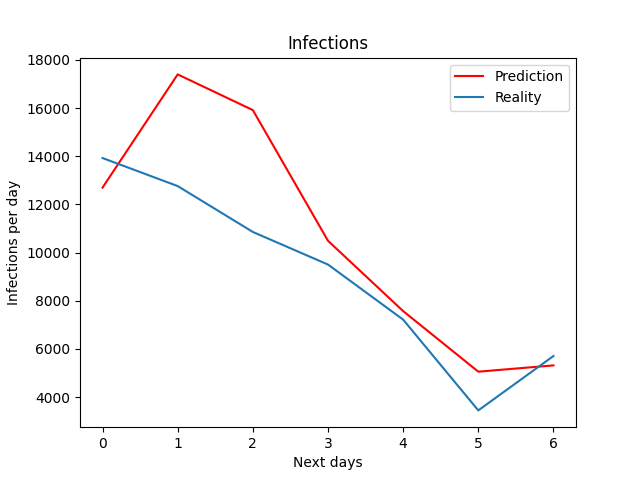 Infections
Prediction
Reality
Infections per day
18000
16000
14000
12000
10000
8000
6000
4000
0 1 2 3 4 5 6
Next days